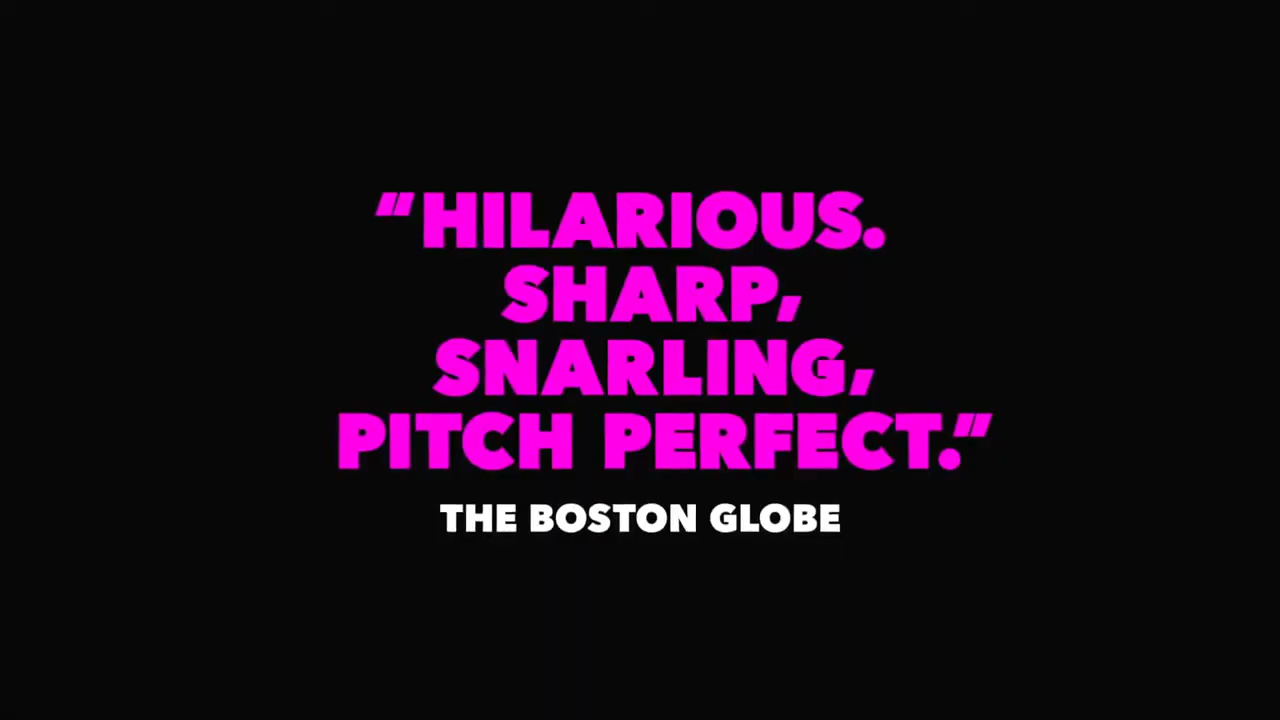 "HILARIOUS.
SHARP,
SNARLING,
PITCH PERFECT."
THE BOSTON GLOBE